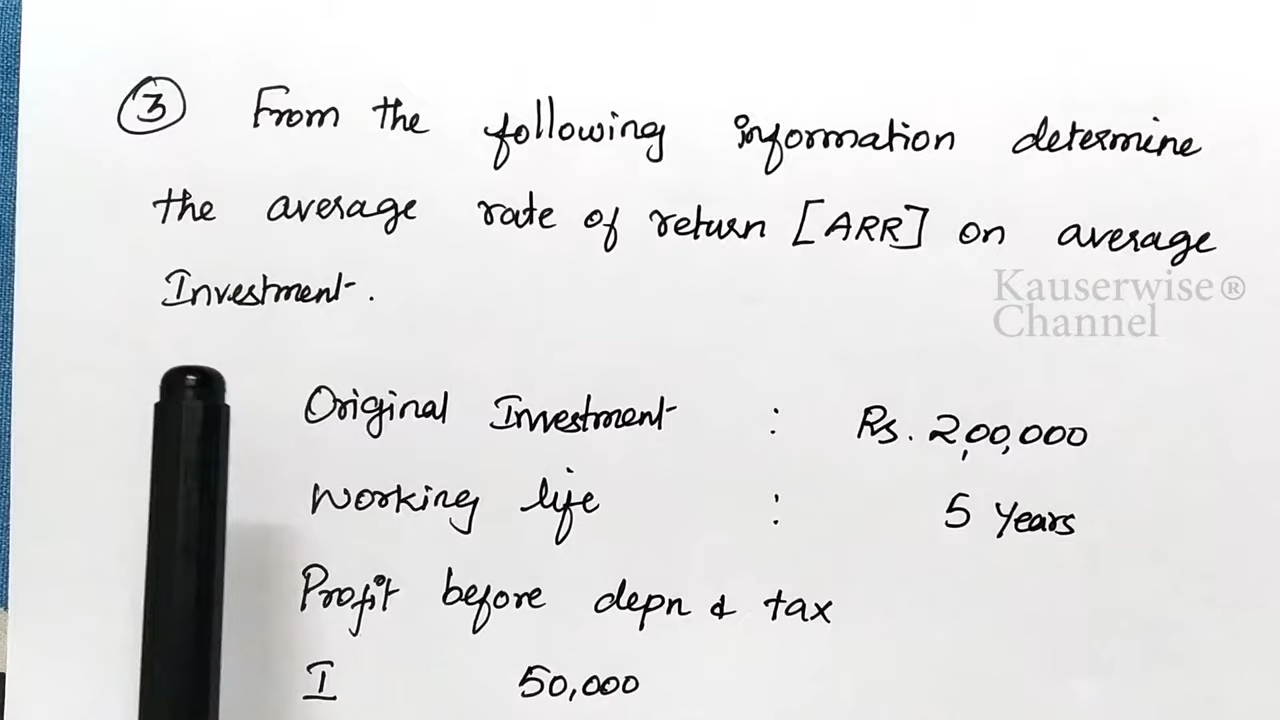 3 From the following information determine
the average rate of return [ARR] on average
Investment.
Kauserwise®
Channel
Original Investment : Rs. 2,00,000
Working life : 5 Years
Profit before depn & tax
I 50,000